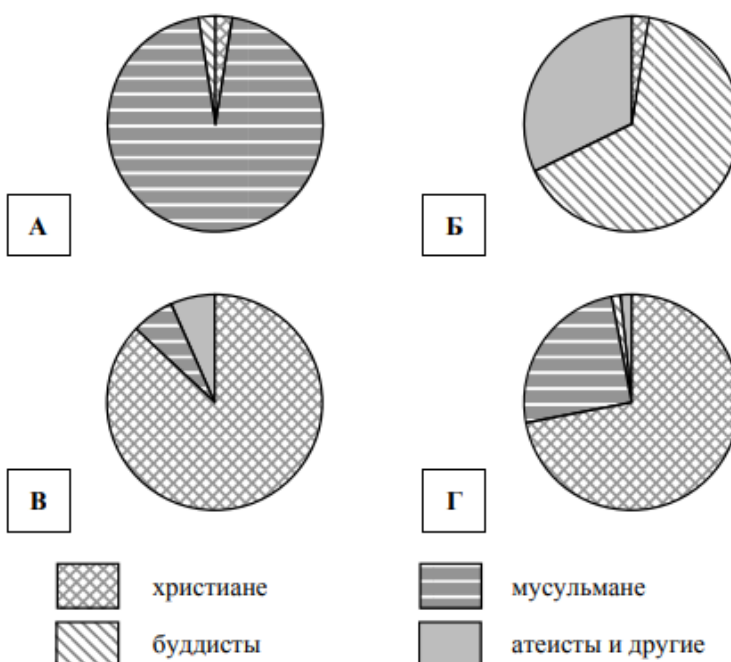 А
Б
В
Г
христиане
мусульмане
буддисты
атеисты и другие